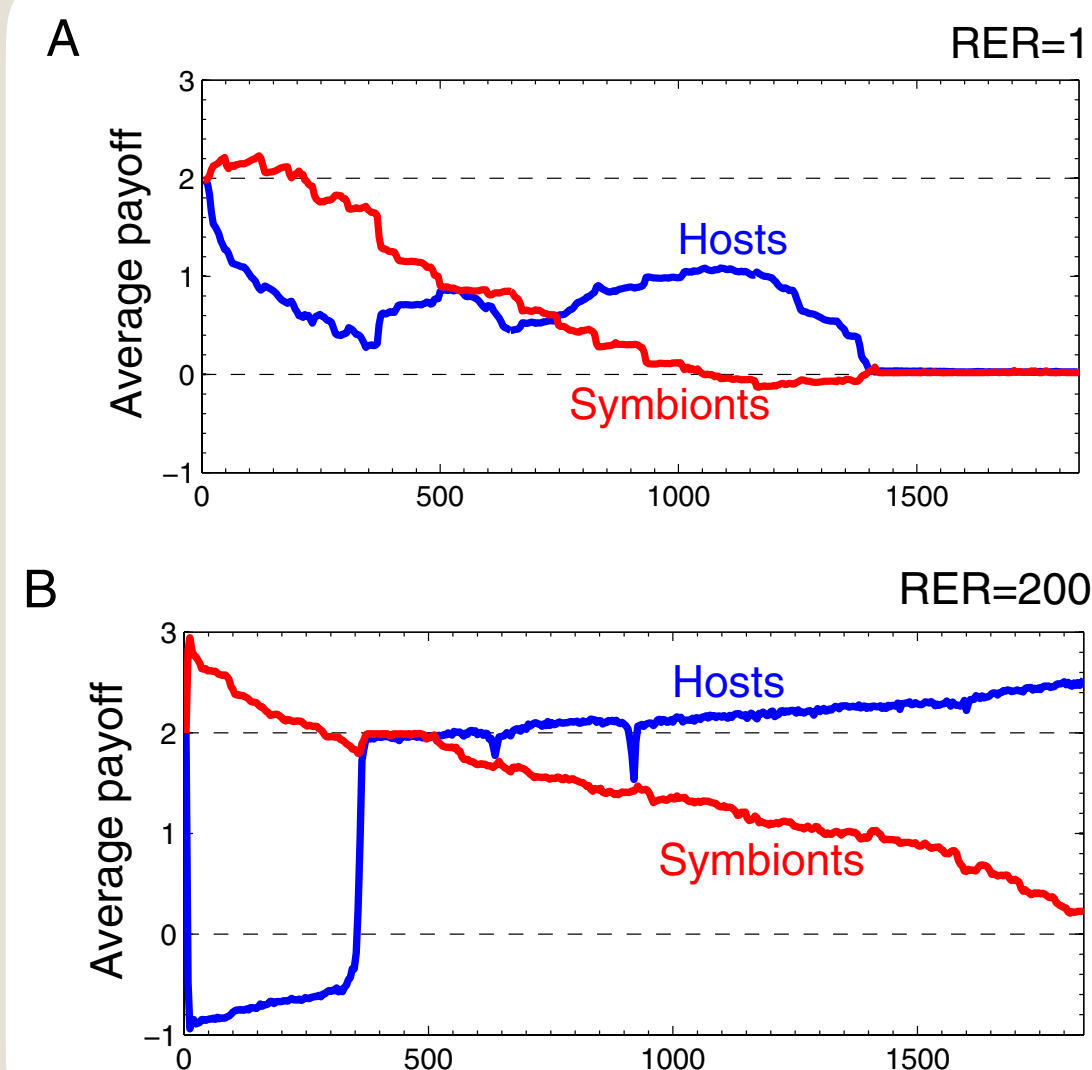 A
RER=1
3
2
1
0
−1
Average payoff
Hosts
Symbionts
0 500 1000 1500
B
RER=200
3
2
1
0
−1
Average payoff
Hosts
Symbionts
0 500 1000 1500